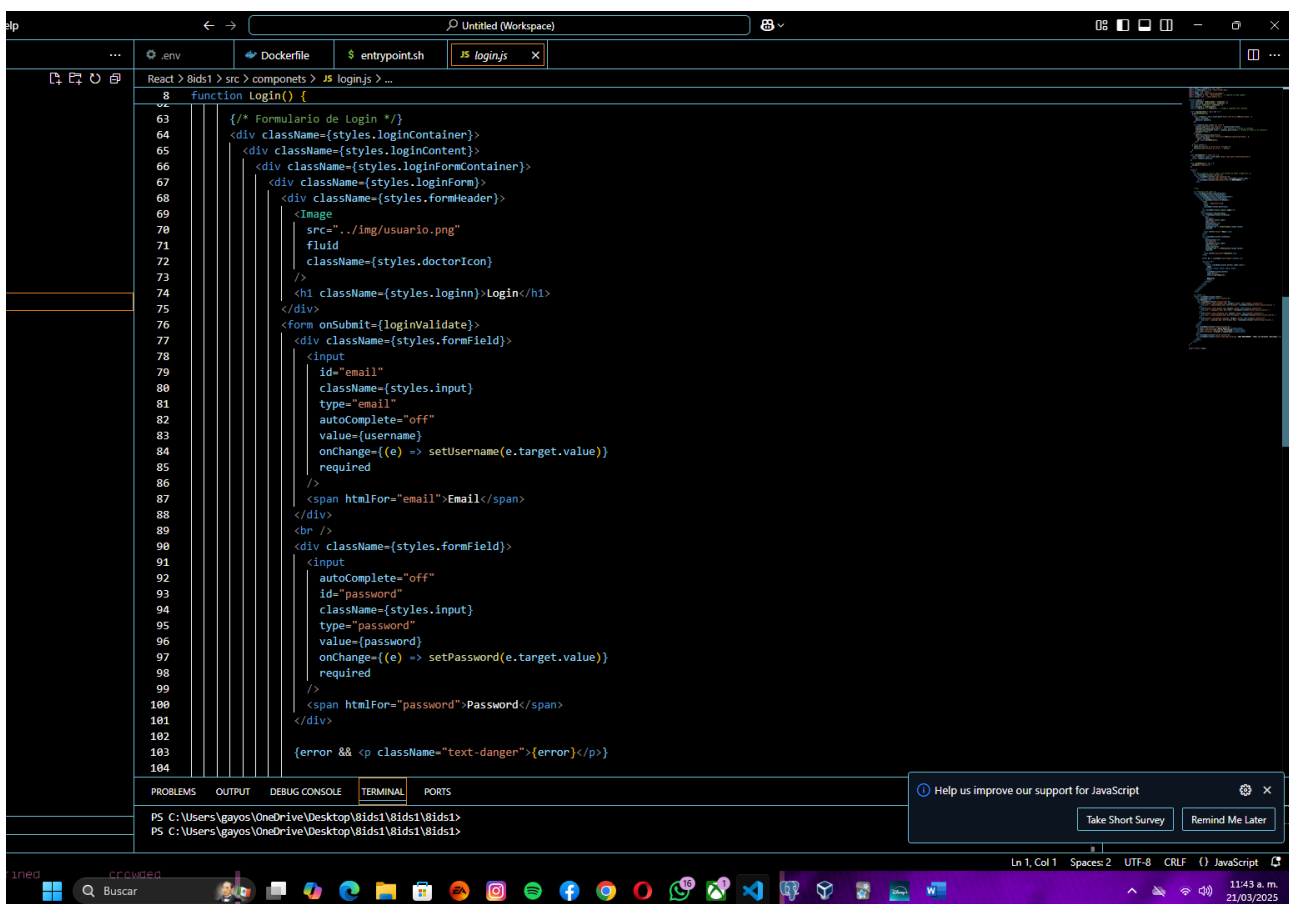 elp
Untitled (Workspace)
.env
Dockerfile
$ entrypoint.sh
JS login.js
React > 8ids1 > src > componets > JS login.js > ...
8 function Login() {
62
63 {/* Formulario de Login */}
64 <div className={styles.loginContainer}>
65 <div className={styles.loginContent}>
66 <div className={styles.loginFormContainer}>
67 <div className={styles.loginForm}>
68 <div className={styles.formHeader}>
69 <Image
70 src="../img/usuario.png"
71 fluid
72 className={styles.doctorIcon}
73 />
74 <h1 className={styles.loginn}>Login</h1>
75 </div>
76 <form onSubmit={loginValidate}>
77 <div className={styles.formField}>
78 <input
79 id="email"
80 className={styles.input}
81 type="email"
82 autoComplete="off"
83 value={username}
84 onChange={(e) => setUsername(e.target.value)}
85 required
86 />
87 <span htmlFor="email">Email</span>
88 </div>
89 <br />
90 <div className={styles.formField}>
91 <input
92 autoComplete="off"
93 id="password"
94 className={styles.input}
95 type="password"
96 value={password}
97 onChange={(e) => setPassword(e.target.value)}
98 required
99 />
100 <span htmlFor="password">Password</span>
101 </div>
102
103 {error && <p className="text-danger">{error}</p>}
104
PROBLEMS OUTPUT DEBUG CONSOLE TERMINAL PORTS
Help us improve our support for JavaScript
Take Short Survey Remind Me Later
PS C:\Users\gayos\OneDrive\Desktop\8ids1\8ids1\8ids1>
PS C:\Users\gayos\OneDrive\Desktop\8ids1\8ids1\8ids1>
Ln 1, Col 1 Spaces: 2 UTF-8 CRLF {} JavaScript
ined crowded
Buscar
16
1
11:43 a. m.
21/03/2025